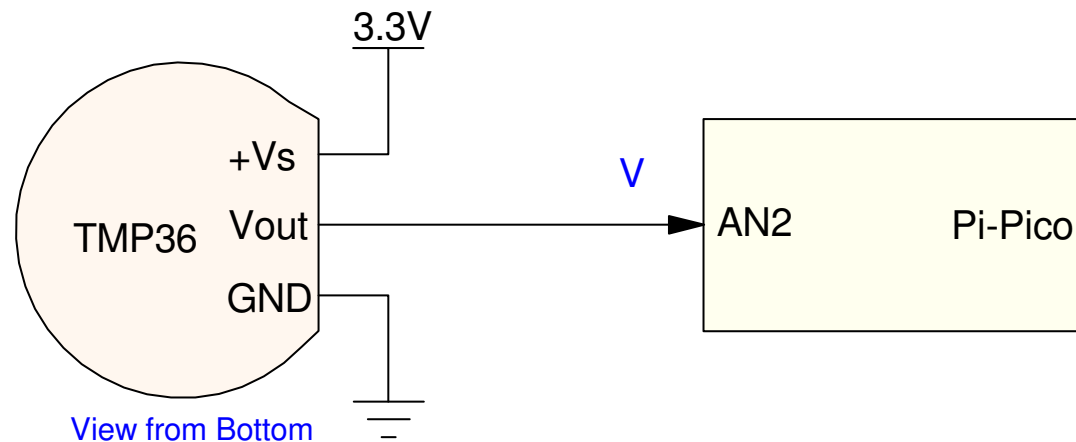 3.3V
+Vs
V
TMP36 Vout AN2 Pi-Pico
GND
View from Bottom